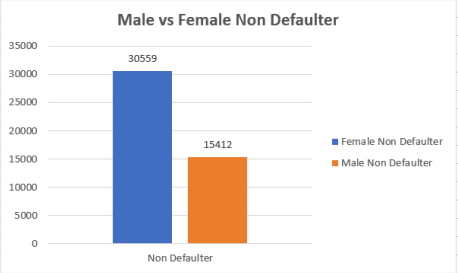 Male vs Female Non Defaulter
35000
30000
25000
20000
15000
10000
5000
0
30559
15412
Non Defaulter
Female Non Defaulter
Male Non Defaulter